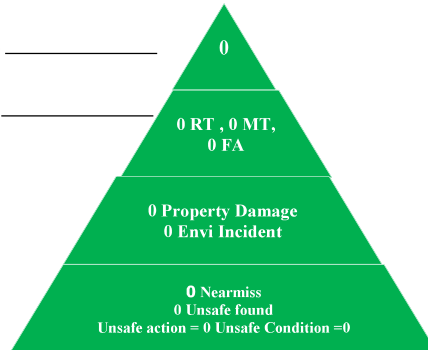 0
0 RT , 0 MT,
0 FA
0 Property Damage
0 Envi Incident
0 Nearmiss
0 Unsafe found
Unsafe action = 0 Unsafe Condition =0